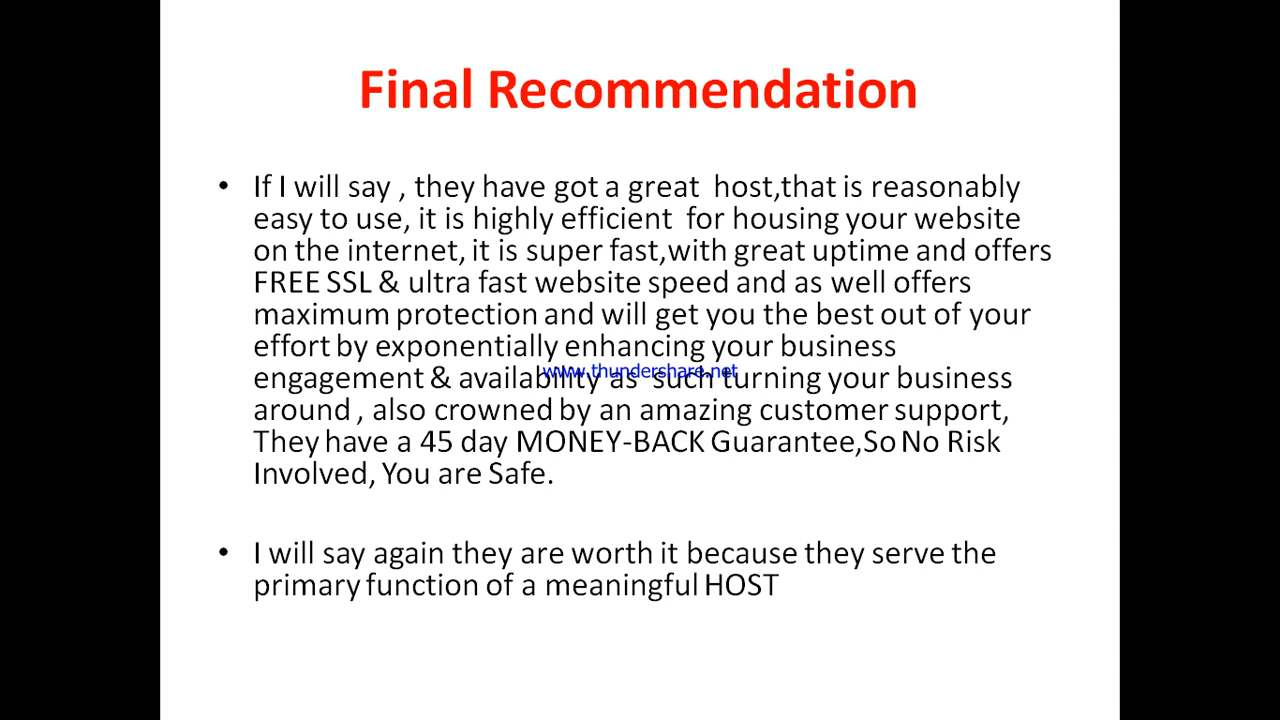 Final Recommendation
• If I will say , they have got a great  host,that is reasonably
easy to use, it is highly efficient  for housing your website
on the internet, it is super fast,with great uptime and offers
FREE SSL & ultra fast website speed and as well offers
maximum protection and will get you the best out of your
effort by exponentially enhancing your business
engagement & availability as  such turning your business
www.thundershare.net
around , also crowned by an amazing customer support,
They have a 45 day MONEY-BACK Guarantee,So No Risk
Involved, You are Safe.
• I will say again they are worth it because they serve the
primary function of a meaningful HOST